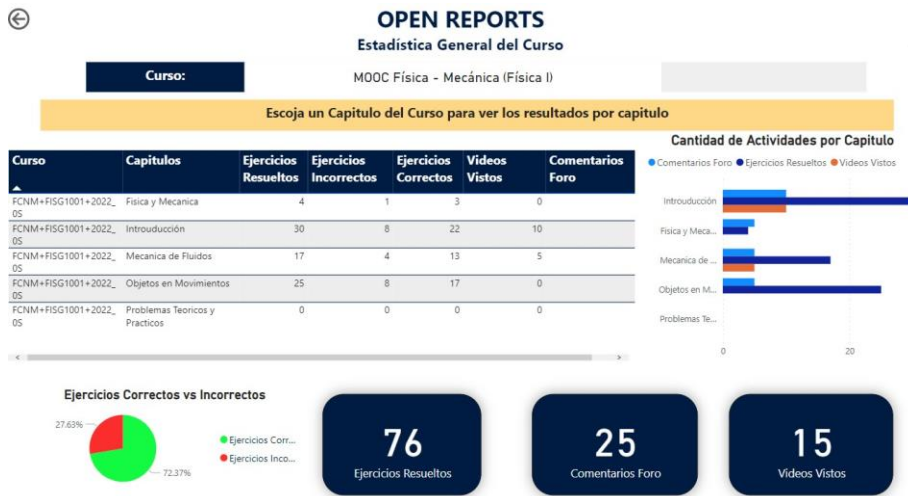 OPEN REPORTS
Estadística General del Curso
Curso:
MOOC Física - Mecánica (Física I)
Escoja un Capitulo del Curso para ver los resultados por capitulo
Curso Capitulos Ejercicios Resueltos Ejercicios Incorrectos Ejercicios Correctos Videos Vistos Comentarios Foro
FCNM+FISG1001+2022_0S Fisica y Mecanica 4 1 3 0
FCNM+FISG1001+2022_0S Introuducción 30 8 22 10
FCNM+FISG1001+2022_0S Mecanica de Fluidos 17 4 13 5
FCNM+FISG1001+2022_0S Objetos en Movimientos 25 8 17 0
FCNM+FISG1001+2022_0S Problemas Teoricos y Practicos 0 0 0 0
Cantidad de Actividades por Capitulo
Comentarios Foro Ejercicios Resueltos Videos Vistos
Introuducción
Fisica y Meca...
Mecanica de ...
Objetos en M...
Problemas Te...
0 20
Ejercicios Correctos vs Incorrectos
27.63%
72.37%
Ejercicios Corr...
Ejercicios Inco...
76
Ejercicios Resueltos
25
Comentarios Foro
15
Videos Vistos